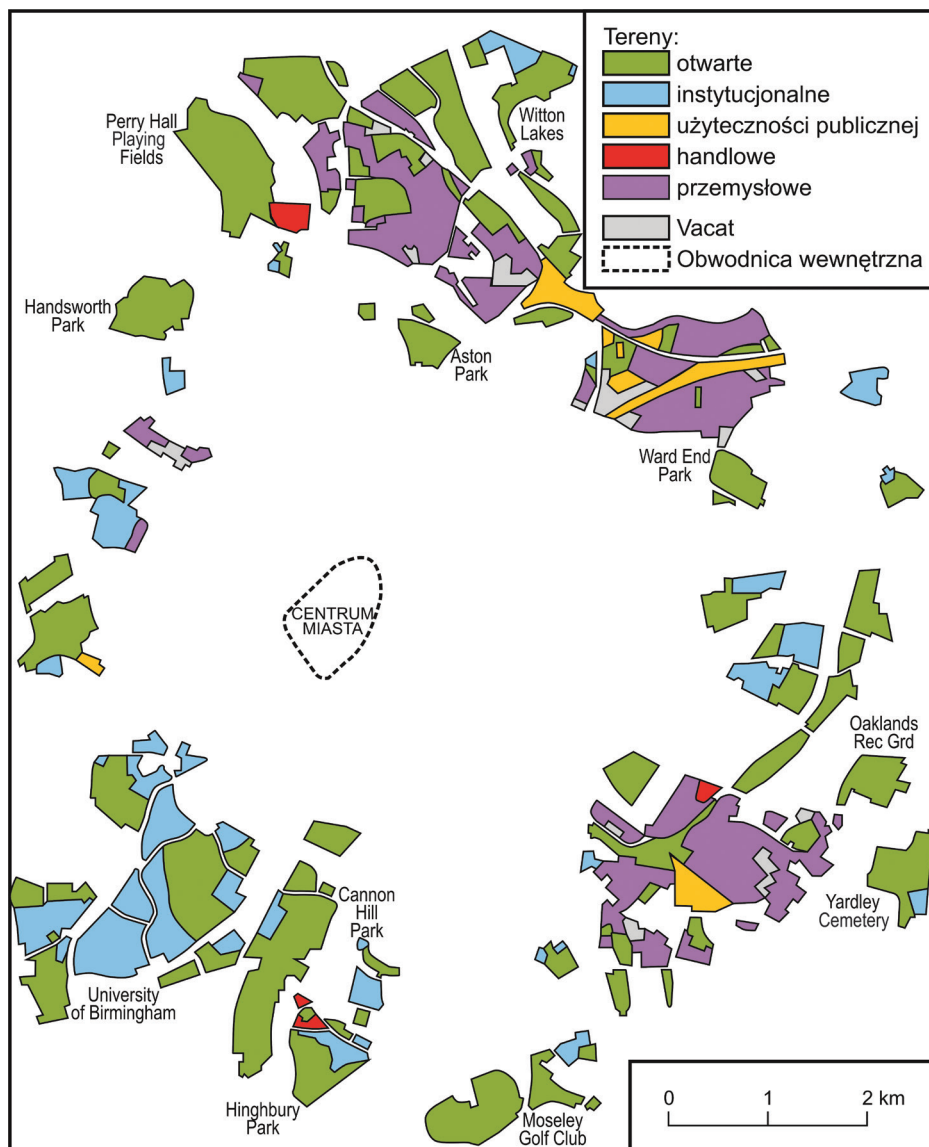 Tereny:
otwarte
instytucjonalne
użyteczności publicznej
handlowe
przemysłowe
Vacat
Obwodnica wewnętrzna
Perry Hall
Playing
Fields
Witton
Lakes
Handsworth
Park
Aston
Park
Ward End
Park
CENTRUM
MIASTA
Oaklands
Rec Grd
Cannon
Hill
Park
Yardley
Cemetery
University
of Birmingham
Hinghbury
Park
Moseley
Golf Club
0 1 2 km